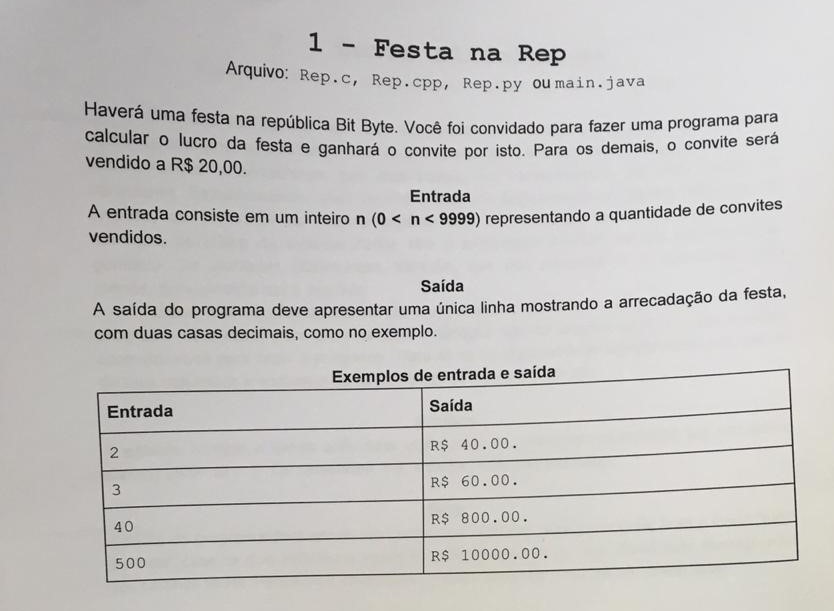 1 - Festa na Rep
Arquivo: Rep.c, Rep.cpp, Rep.py ou main.java
Haverá uma festa na república Bit Byte. Você foi convidado para fazer uma programa para
calcular o lucro da festa e ganhará o convite por isto. Para os demais, o convite será
vendido a R$ 20,00.
Entrada
A entrada consiste em um inteiro n (0 < n < 9999) representando a quantidade de convites
vendidos.
Saída
A saída do programa deve apresentar uma única linha mostrando a arrecadação da festa,
com duas casas decimais, como no exemplo.
Exemplos de entrada e saída
Entrada Saída
2 R$ 40.00.
3 R$ 60.00.
40 R$ 800.00.
500 R$ 10000.00.